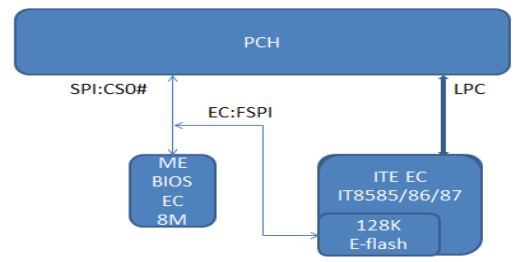 PCH
SPI:CS0#
LPC
EC:FSPI
ME
BIOS
EC
8M
ITE EC
IT8585/86/87
128K
E-flash